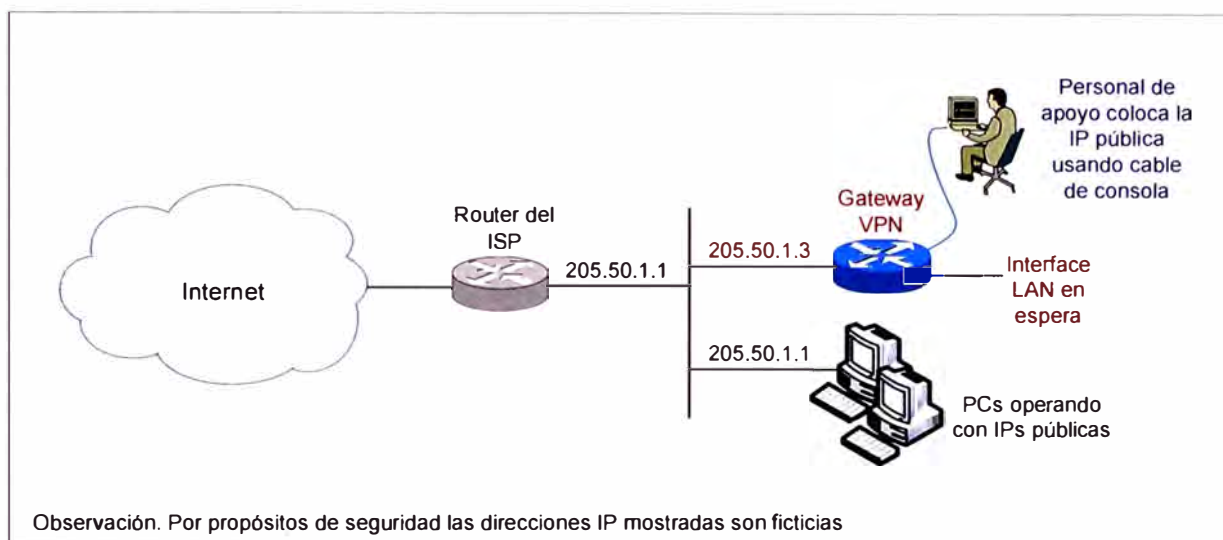 Personal de
apoyo coloca la
IP pública
usando cable
de consola
Gateway
VPN
Router del
ISP
205.50.1.1
205.50.1.3
Internet
Interface
LAN en
espera
205.50.1.1
PCs operando
con IPs públicas
Observación. Por propósitos de seguridad las direcciones IP mostradas son ficticias